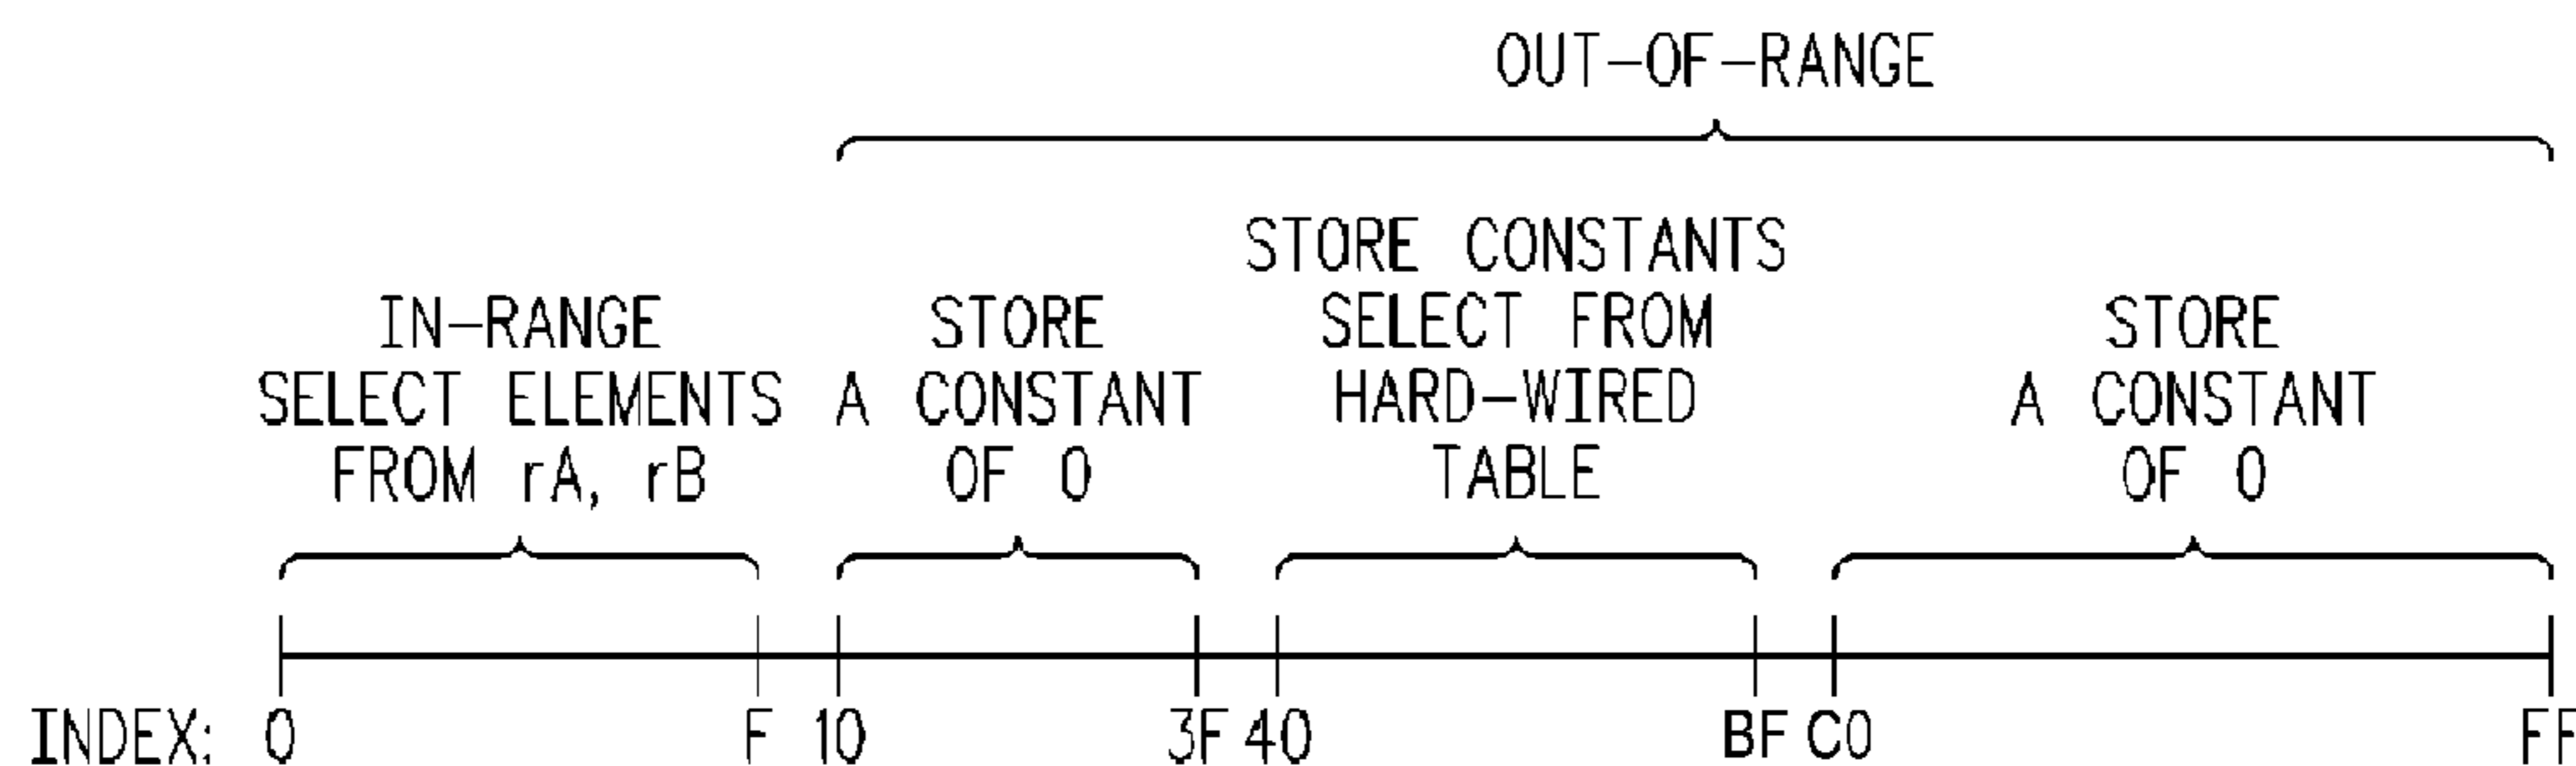 OUT-OF-RANGE
IN-RANGE
SELECT ELEMENTS
FROM rA, rB
STORE
A CONSTANT
OF 0
STORE CONSTANTS
SELECT FROM
HARD-WIRED
TABLE
STORE
A CONSTANT
OF 0
INDEX: 0 F 10 3F 40 BF C0 FF